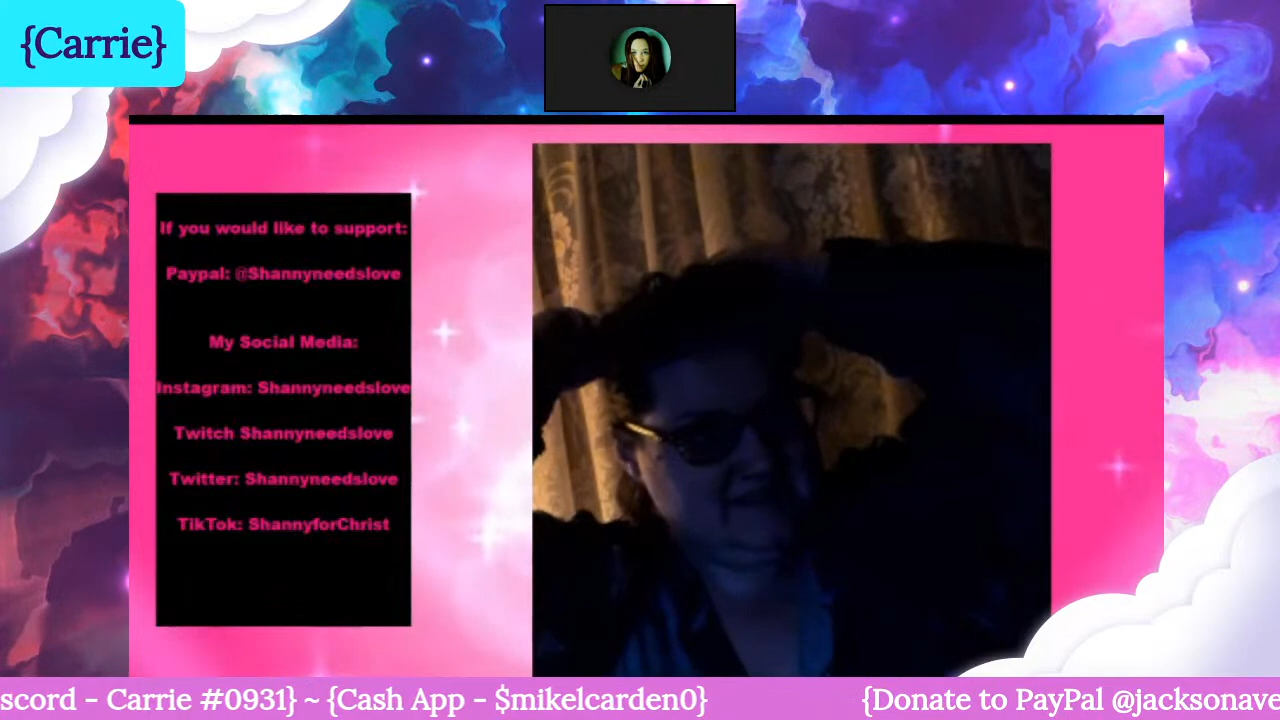 {Carrie}
If you would like to support:
Paypal: @Shannyneedslove
My Social Media:
Instagram: Shannyneedslove
Twitch Shannyneedslove
Twitter: Shannyneedslove
TikTok: ShannyforChrist
scord - Carrie #0931} ~ {Cash App - $mikelcarden0} {Donate to PayPal @jacksonave